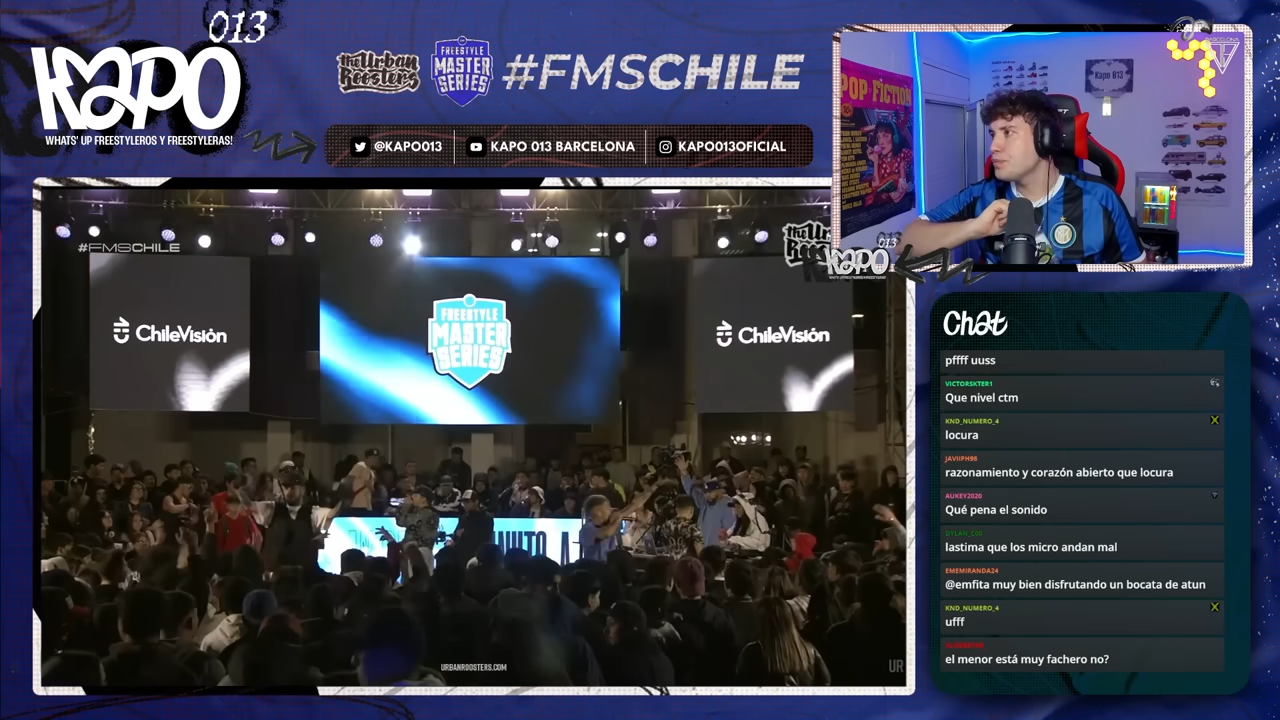 013
KAPO
WHATS' UP FREESTYLEROS Y FREESTYLERAS!
the Urban Roosters
FREESTYLE MASTER SERIES
#FMSCHILE
@KAPO013
KAPO 013 BARCELONA
KAPO013OFICIAL
POP FICTION
Kapo 013
BARCELONA
#FMSCHILE
ChileVisión
FREESTYLE
MASTER
SERIES
ChileVisión
the Urban
013
KAPO
MINUTO A
URBANROOSTERS.COM
UR
Chat
pffff uuss
VICTORSKTER1
Que nivel ctm
KND_NUMERO_4
locura
JAVIIPH96
razonamiento y corazón abierto que locura
AUKEY2020
Qué pena el sonido
lastima que los micro andan mal
EMEMIRANDA24
@emfita muy bien disfrutando un bocata de atun
KND_NUMERO_4
ufff
el menor está muy fachero no?